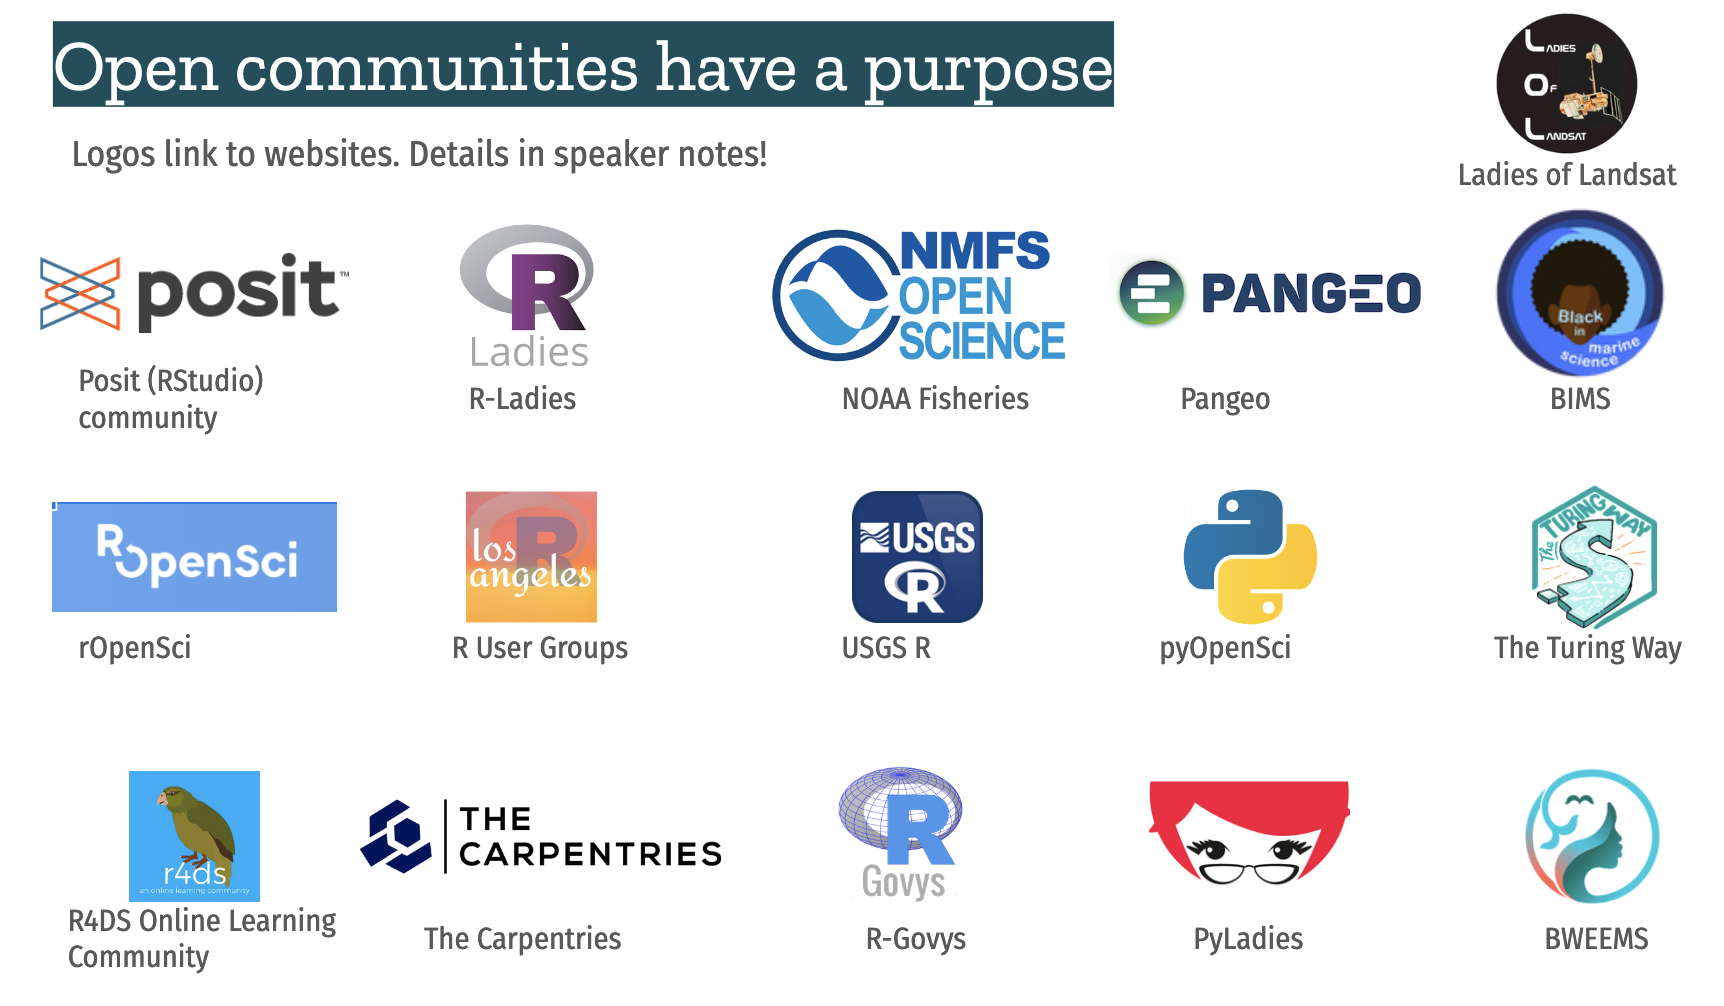 Open communities have a purpose
Logos link to websites. Details in speaker notes!
LADIES
OF
LANDSAT
Ladies of Landsat
posit™
Posit (RStudio)
community
R
Ladies
R-Ladies
NMFS
OPEN
SCIENCE
NOAA Fisheries
PANGEO
Pangeo
Black
in
marine
science
BIMS
ROpenSci
rOpenSci
R
los
angeles
R User Groups
USGS
R
USGS R
pyOpenSci
The TURING WAY
The Turing Way
r4ds
an online learning community
R4DS Online Learning
Community
THE
CARPENTRIES
The Carpentries
R
Govys
R-Govys
PyLadies
BWEEMS